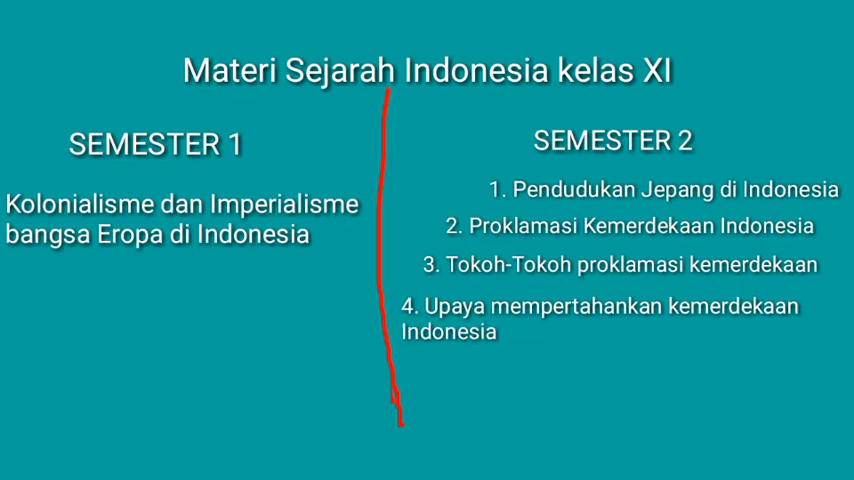 Materi Sejarah Indonesia kelas XI
SEMESTER 1
Kolonialisme dan Imperialisme
bangsa Eropa di Indonesia
SEMESTER 2
1. Pendudukan Jepang di Indonesia
2. Proklamasi Kemerdekaan Indonesia
3. Tokoh-Tokoh proklamasi kemerdekaan
4. Upaya mempertahankan kemerdekaan
Indonesia